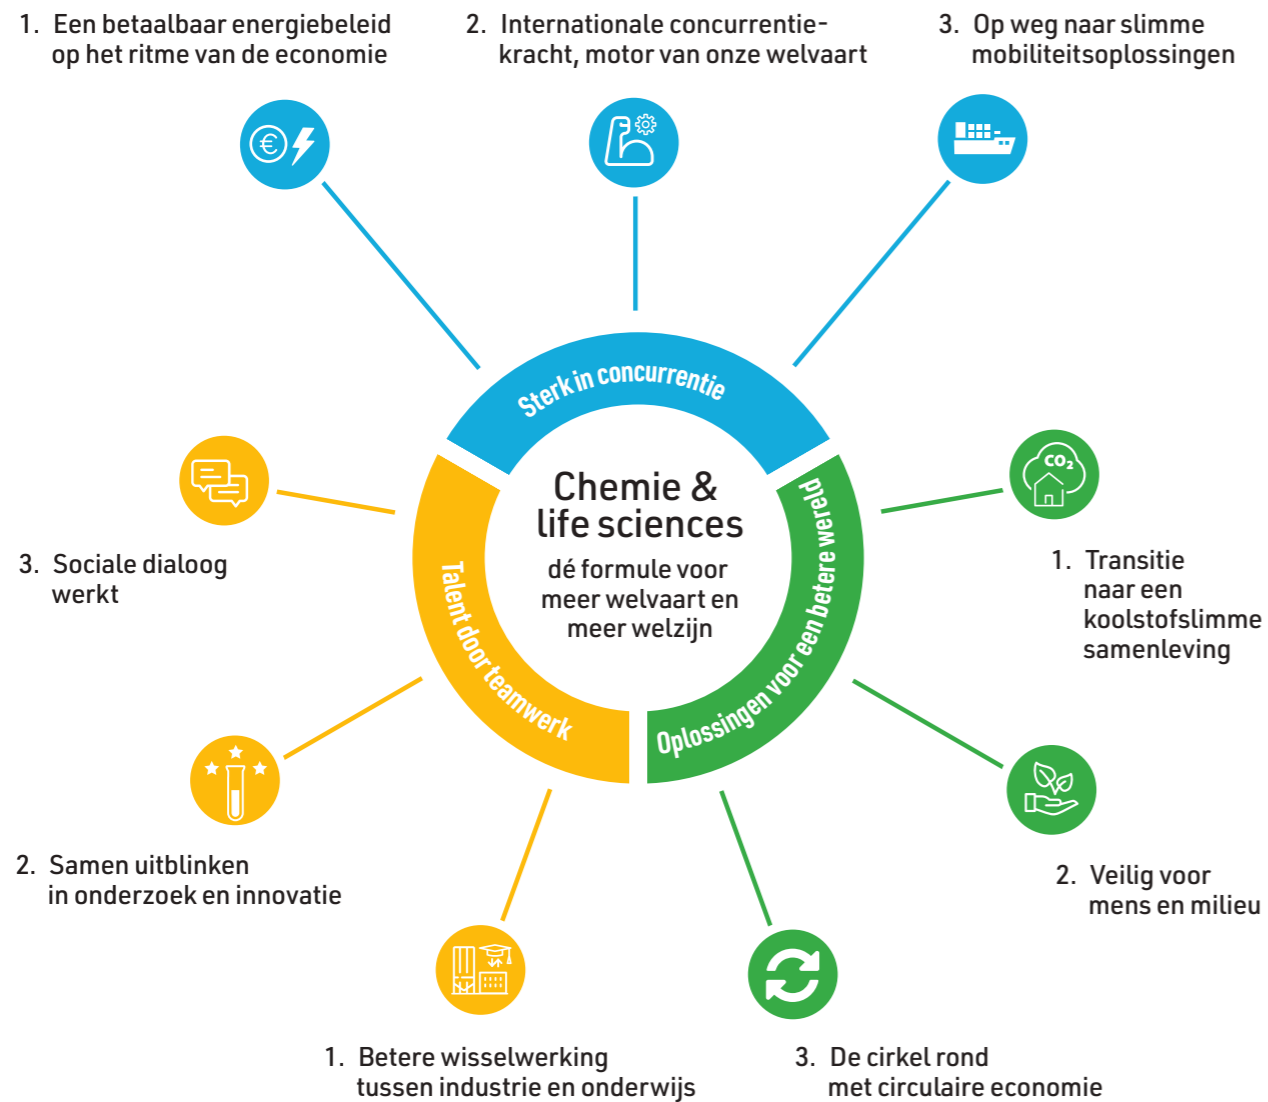 1. Een betaalbaar energiebeleid
op het ritme van de economie
2. Internationale concurrentie-
kracht, motor van onze welvaart
3. Op weg naar slimme
mobiliteitsoplossingen
Sterk in concurrentie
Chemie &
life sciences
dé formule voor
meer welvaart en
meer welzijn
Oplossingen voor een betere wereld
CO₂
1. Transitie
naar een
koolstofslimme
samenleving
2. Veilig voor
mens en milieu
3. De cirkel rond
met circulaire economie
Talent door teamwerk
1. Betere wisselwerking
tussen industrie en onderwijs
2. Samen uitblinken
in onderzoek en innovatie
3. Sociale dialoog
werkt